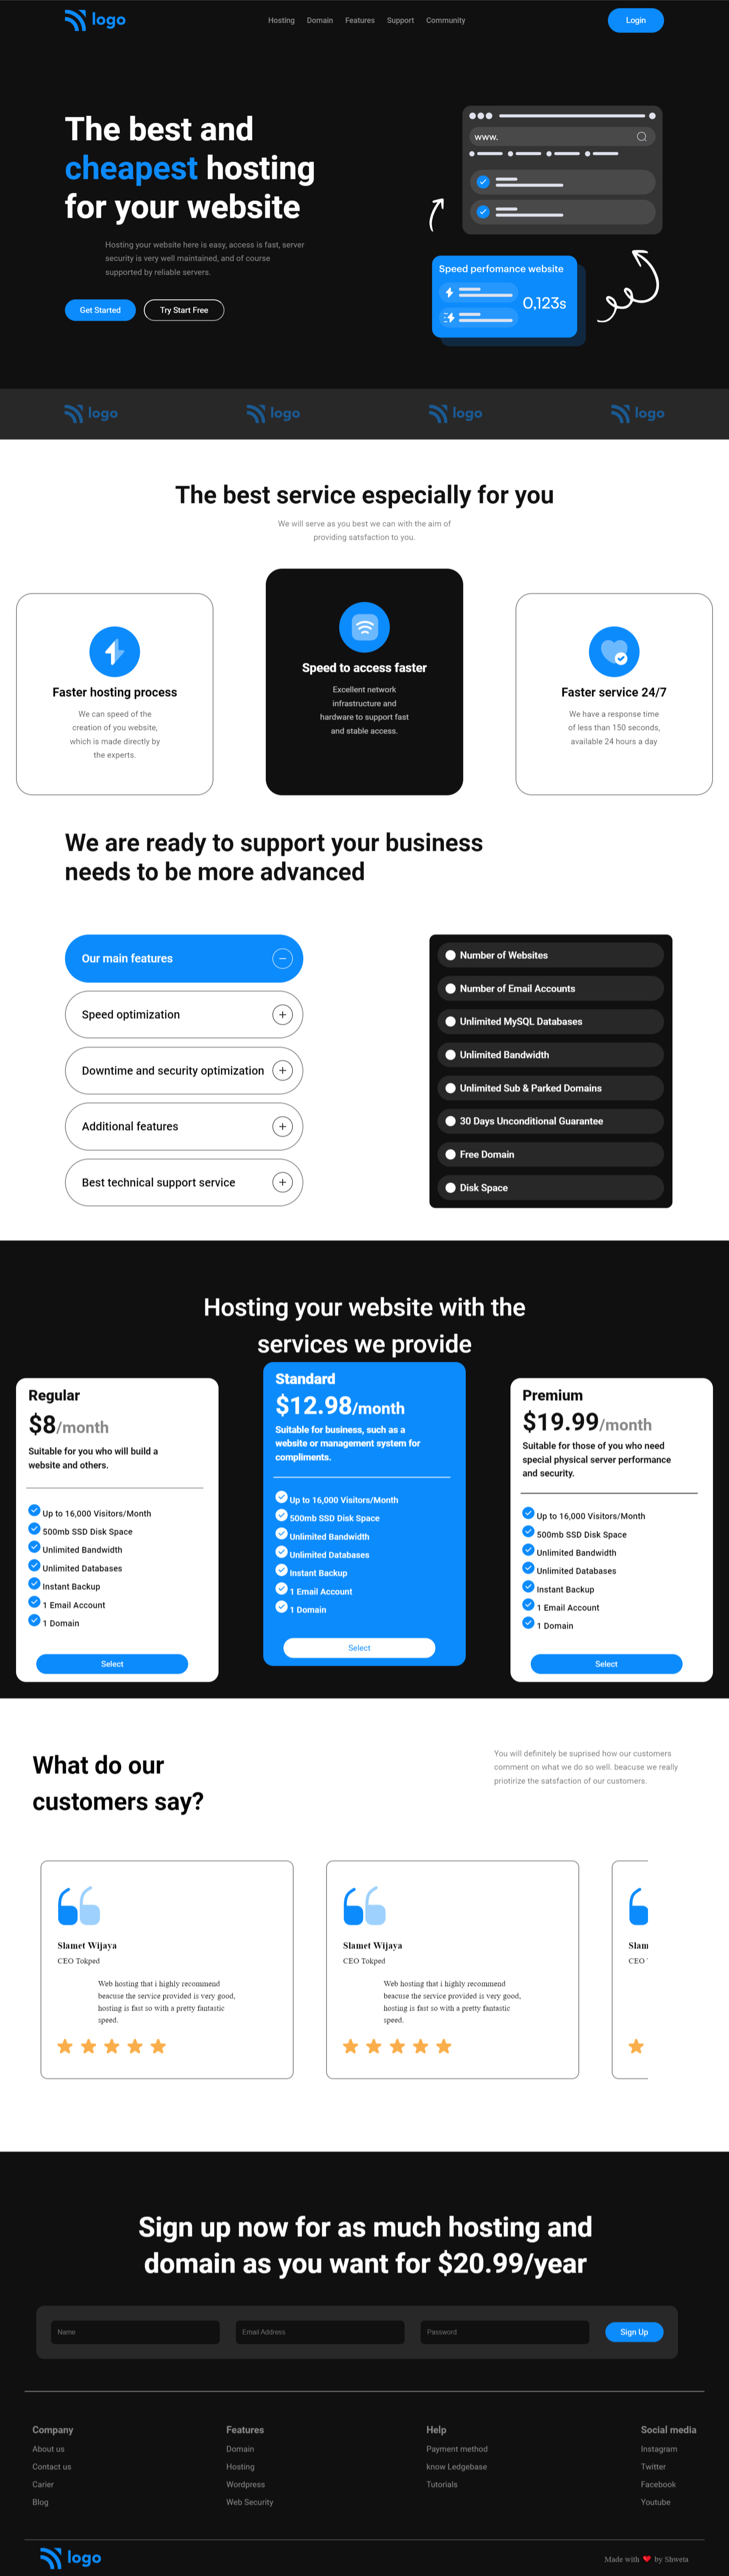 logo
Hosting Domain Features Support Community
Login
The best and
cheapest hosting
for your website
Hosting your website here is easy, access is fast, server
security is very well maintained, and of course
supported by reliable servers.
Get Started
Try Start Free
www.
Speed perfomance website
0,123s
logo logo logo logo
The best service especially for you
We will serve as you best we can with the aim of
providing satsfaction to you.
Faster hosting process
We can speed of the
creation of you website,
which is made directly by
the experts.
Speed to access faster
Excellent network
infrastructure and
hardware to support fast
and stable access.
Faster service 24/7
We have a response time
of less than 150 seconds,
available 24 hours a day
We are ready to support your business
needs to be more advanced
Our main features
Speed optimization
Downtime and security optimization
Additional features
Best technical support service
Number of Websites
Number of Email Accounts
Unlimited MySQL Databases
Unlimited Bandwidth
Unlimited Sub & Parked Domains
30 Days Unconditional Guarantee
Free Domain
Disk Space
Hosting your website with the
services we provide
Regular
$8/month
Suitable for you who will build a
website and others.
Up to 16,000 Visitors/Month
500mb SSD Disk Space
Unlimited Bandwidth
Unlimited Databases
Instant Backup
1 Email Account
1 Domain
Select
Standard
$12.98/month
Suitable for business, such as a
website or management system for
compliments.
Up to 16,000 Visitors/Month
500mb SSD Disk Space
Unlimited Bandwidth
Unlimited Databases
Instant Backup
1 Email Account
1 Domain
Select
Premium
$19.99/month
Suitable for those of you who need
special physical server performance
and security.
Up to 16,000 Visitors/Month
500mb SSD Disk Space
Unlimited Bandwidth
Unlimited Databases
Instant Backup
1 Email Account
1 Domain
Select
What do our
customers say?
You will definitely be suprised how our customers
comment on what we do so well. beacuse we really
priotirize the satsfaction of our customers.
Slamet Wijaya
CEO Tokped
Web hosting that i highly recommend
beacuse the service provided is very good,
hosting is fast so with a pretty fantastic
speed.
Slamet Wijaya
CEO Tokped
Web hosting that i highly recommend
beacuse the service provided is very good,
hosting is fast so with a pretty fantastic
speed.
Slam
CEO
Sign up now for as much hosting and
domain as you want for $20.99/year
Name
Email Address
Password
Sign Up
Company
About us
Contact us
Carier
Blog
Features
Domain
Hosting
Wordpress
Web Security
Help
Payment method
know Ledgebase
Tutorials
Social media
Instagram
Twitter
Facebook
Youtube
logo
Made with ❤ by Shweta